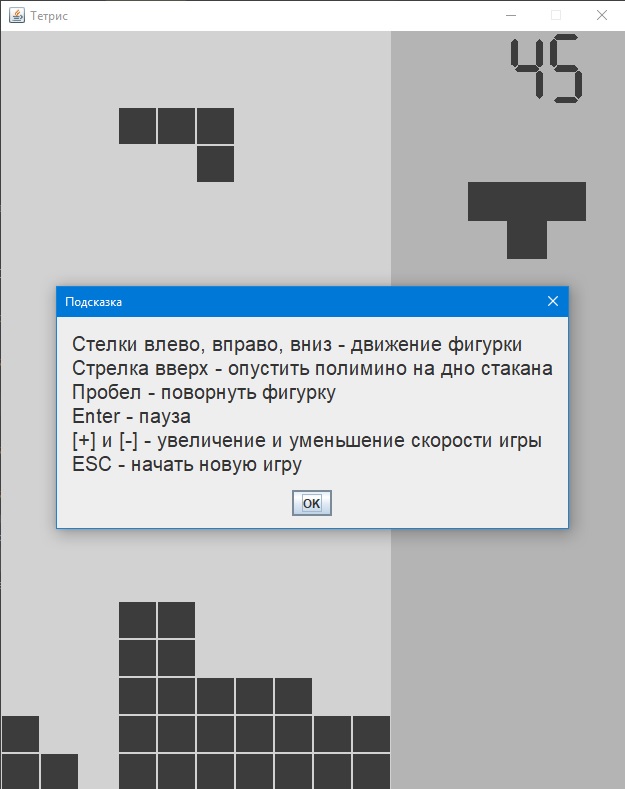 Тетрис
45
Подсказка
Стелки влево, вправо, вниз - движение фигурки
Стрелка вверх - опустить полимино на дно стакана
Пробел - поворнуть фигурку
Enter - пауза
[+] и [-] - увеличение и уменьшение скорости игры
ESC - начать новую игру
OK